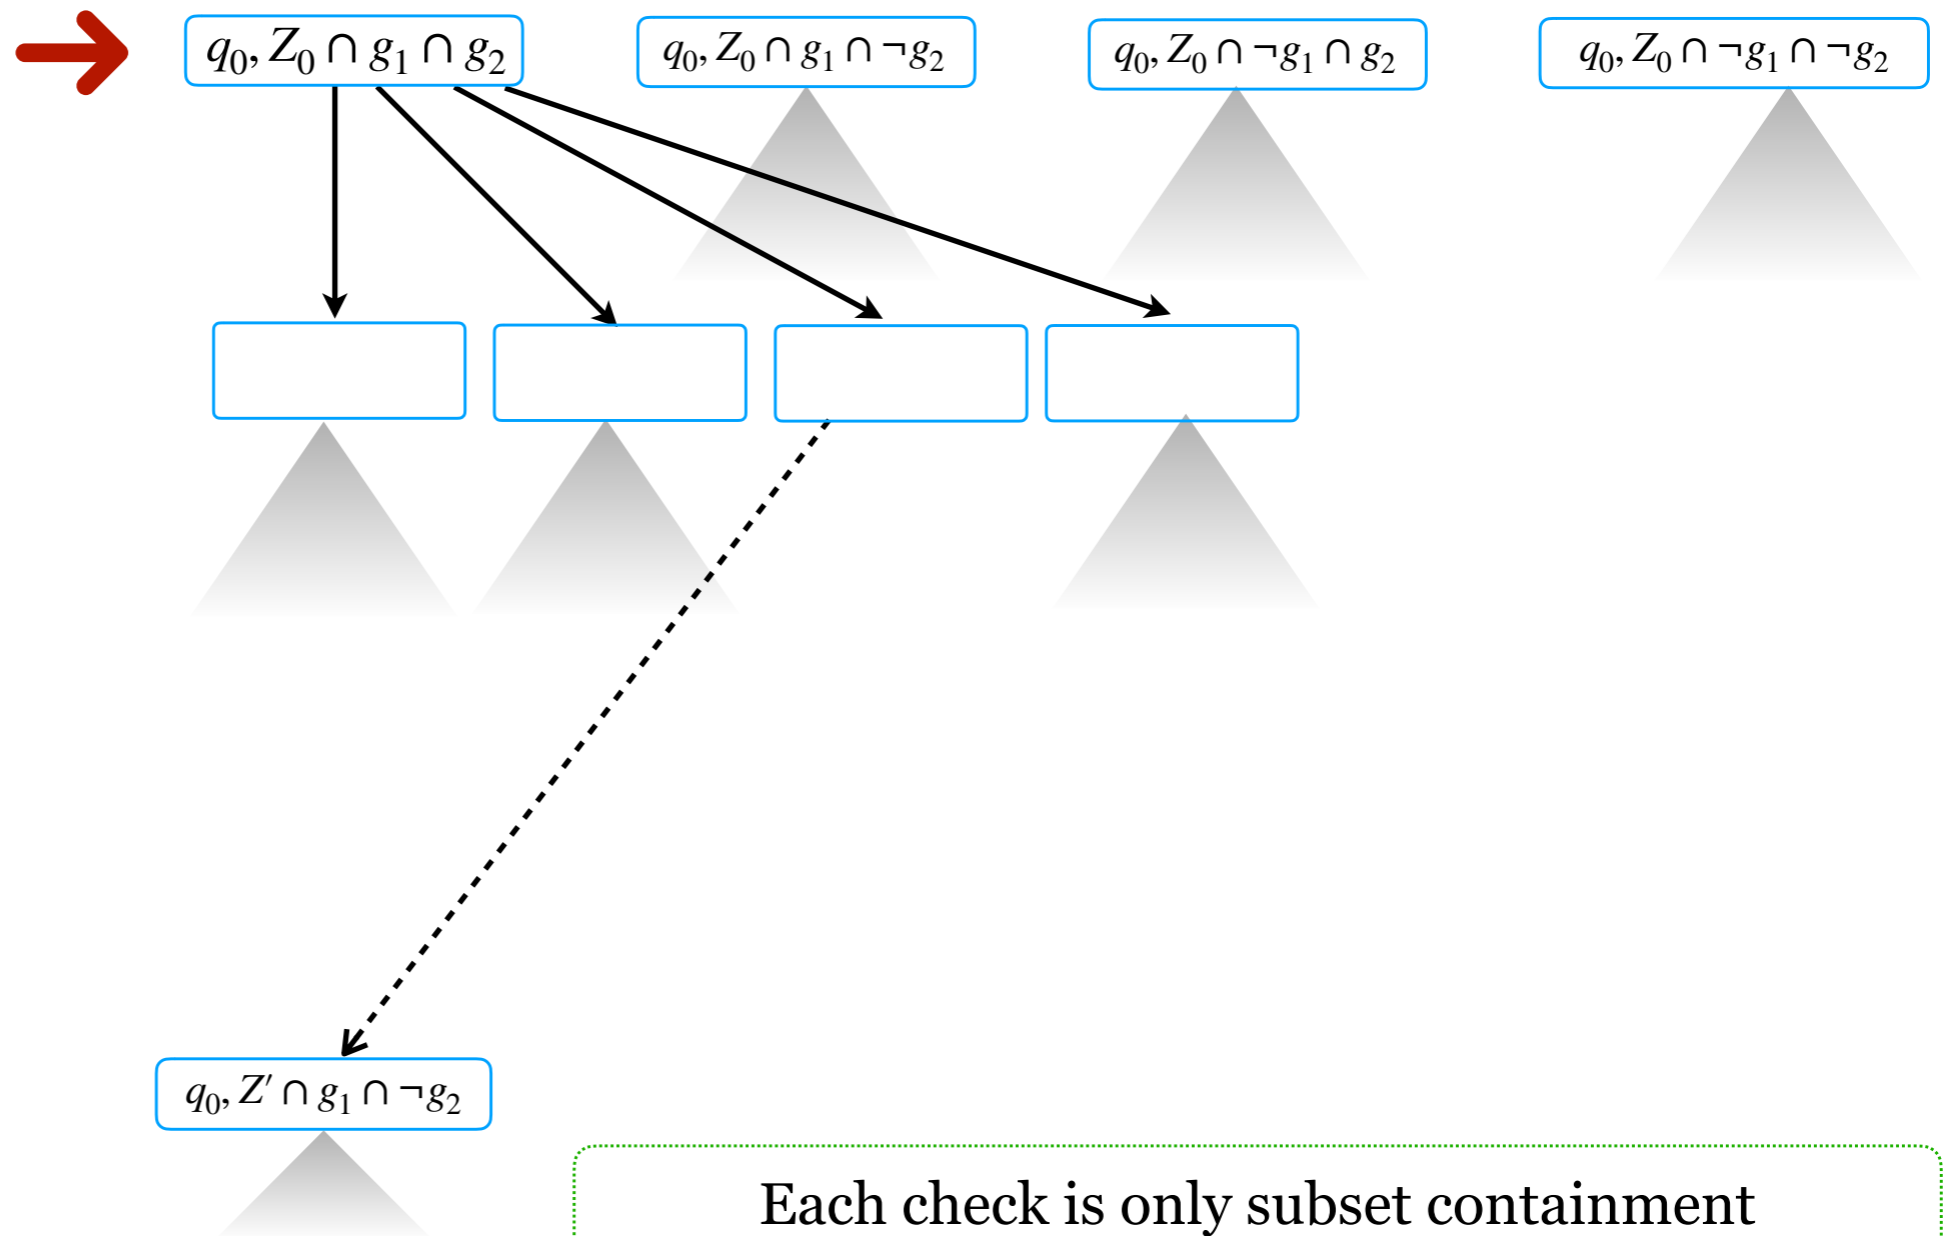 q₀, Z₀ ∩ g₁ ∩ g₂
q₀, Z₀ ∩ g₁ ∩ ¬g₂
q₀, Z₀ ∩ ¬g₁ ∩ g₂
q₀, Z₀ ∩ ¬g₁ ∩ ¬g₂
q₀, Z′ ∩ g₁ ∩ ¬g₂
Each check is only subset containment